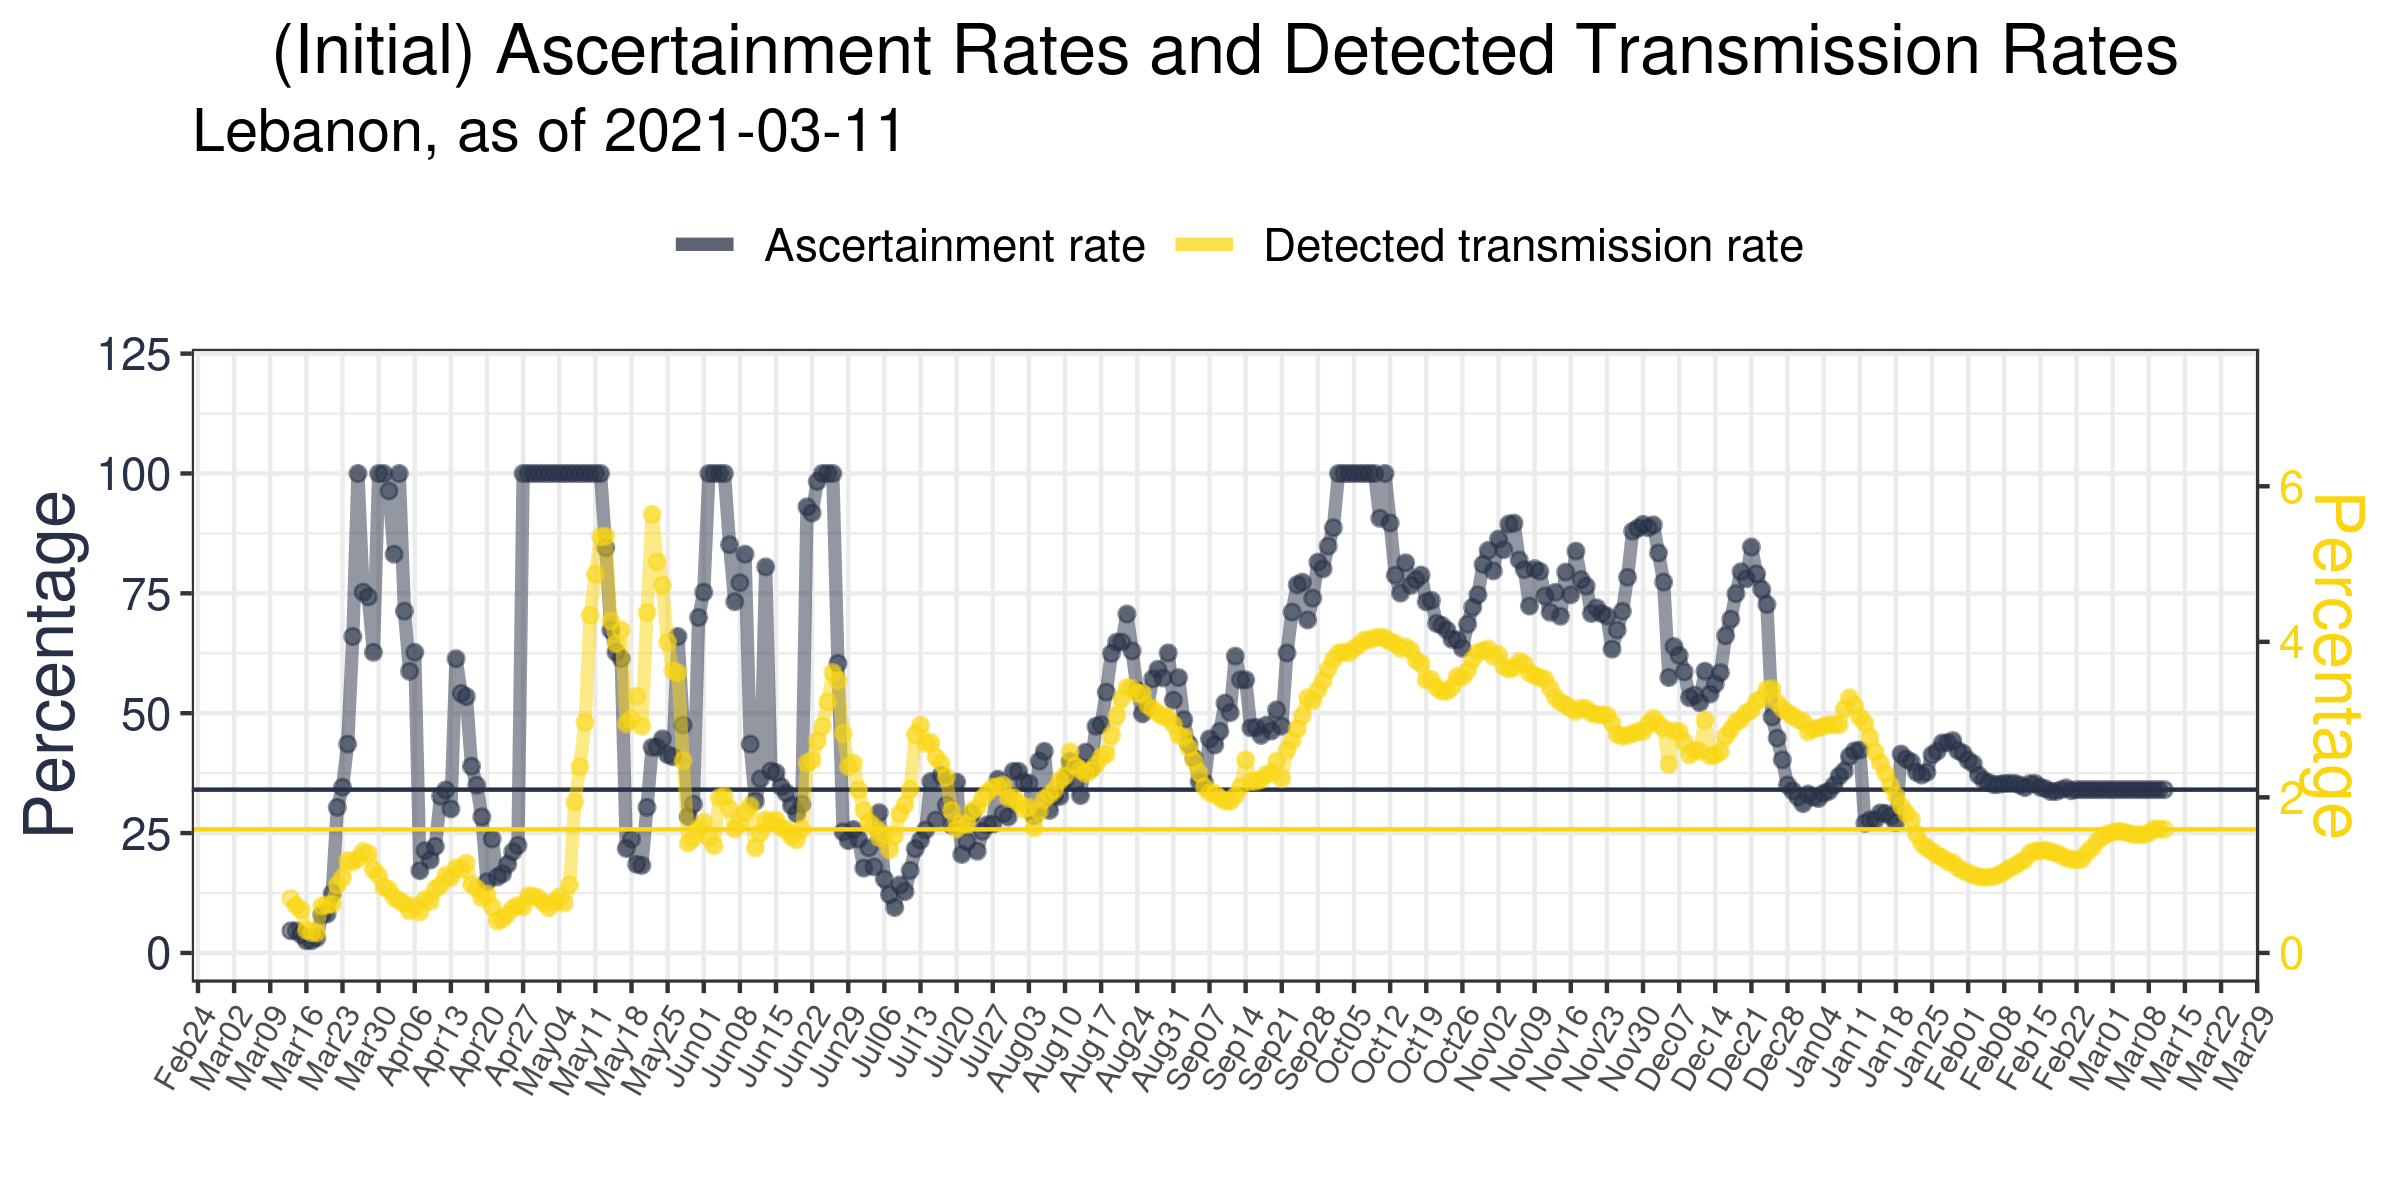 (Initial) Ascertainment Rates and Detected Transmission Rates
Lebanon, as of 2021-03-11
Ascertainment rate
Detected transmission rate
125
100
75
50
25
0
Percentage
6
4
2
0
Percentage
Feb24
Mar02
Mar09
Mar16
Mar23
Mar30
Apr06
Apr13
Apr20
Apr27
May04
May11
May18
May25
Jun01
Jun08
Jun15
Jun22
Jun29
Jul06
Jul13
Jul20
Jul27
Aug03
Aug10
Aug17
Aug24
Aug31
Sep07
Sep14
Sep21
Sep28
Oct05
Oct12
Oct19
Oct26
Nov02
Nov09
Nov16
Nov23
Nov30
Dec07
Dec14
Dec21
Dec28
Jan04
Jan11
Jan18
Jan25
Feb01
Feb08
Feb15
Feb22
Mar01
Mar08
Mar15
Mar22
Mar29